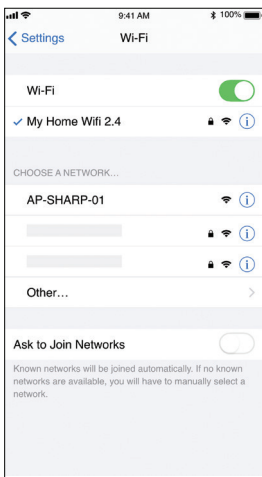 9:41 AM 100%
Settings Wi-Fi
Wi-Fi
My Home Wifi 2.4
CHOOSE A NETWORK...
AP-SHARP-01
Other...
Ask to Join Networks
Known networks will be joined automatically. If no known
networks are available, you will have to manually select a
network.